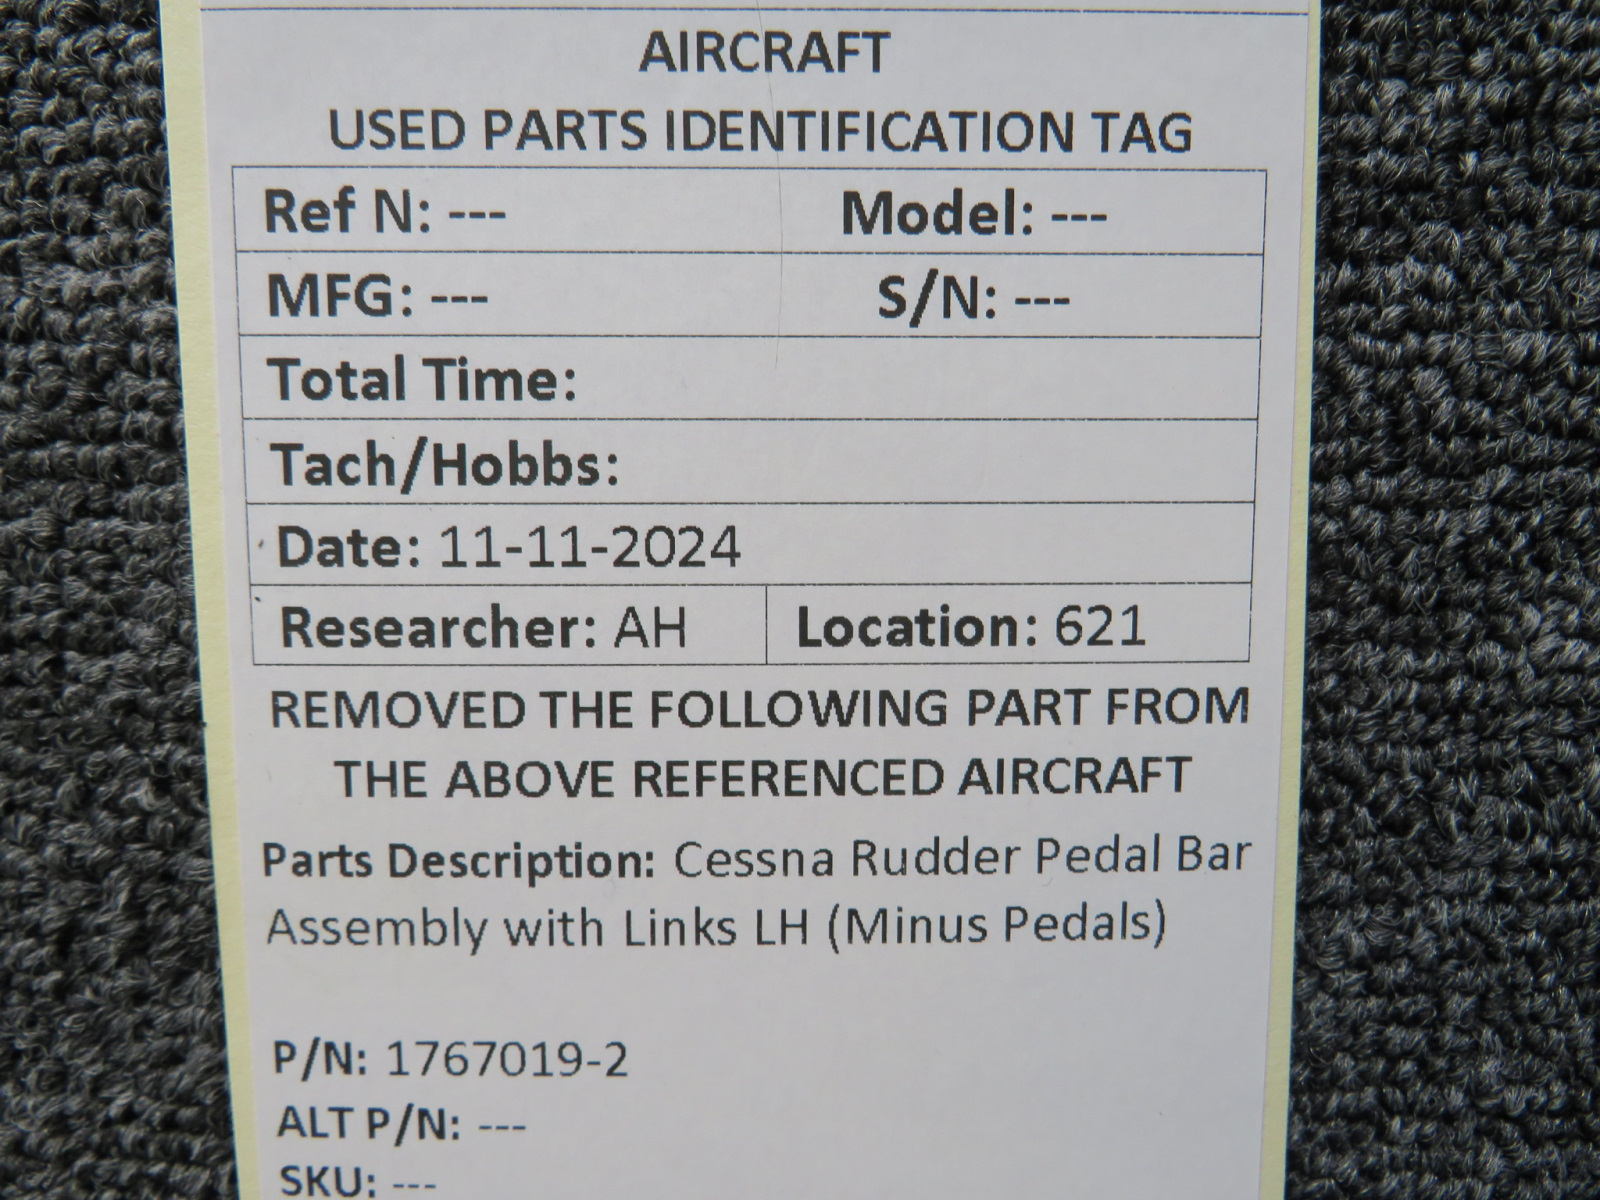 AIRCRAFT
USED PARTS IDENTIFICATION TAG
Ref N: --- Model: ---
MFG: --- S/N: ---
Total Time:
Tach/Hobbs:
Date: 11-11-2024
Researcher: AH Location: 621
REMOVED THE FOLLOWING PART FROM
THE ABOVE REFERENCED AIRCRAFT
Parts Description: Cessna Rudder Pedal Bar
Assembly with Links LH (Minus Pedals)
P/N: 1767019-2
ALT P/N: ---
SKU: ---